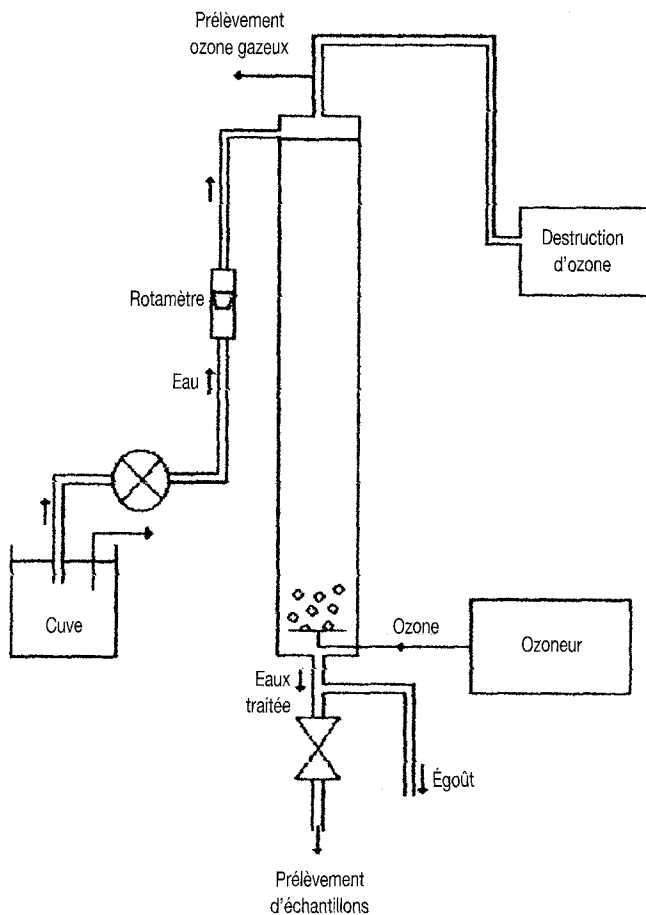 Prélèvement
ozone gazeux
Destruction
d'ozone
Rotamètre
Eau
Cuve
Ozone
Ozoneur
Eaux
traitée
Égoût
Prélèvement
d'échantillons